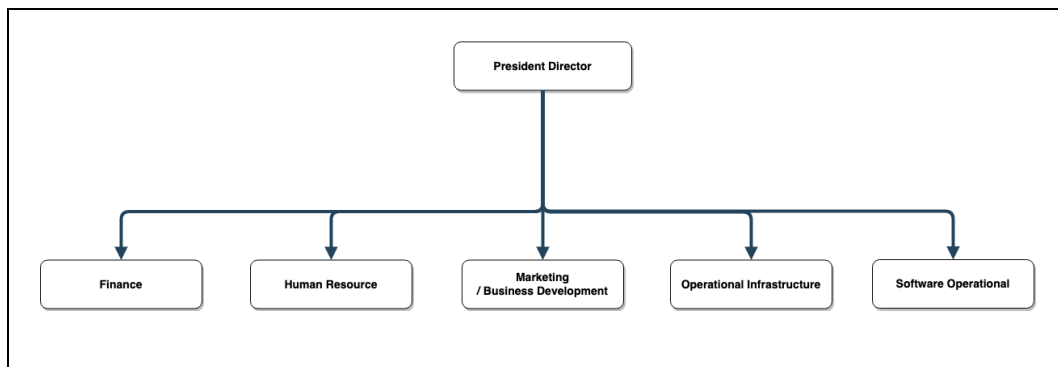 President Director
Finance
Human Resource
Marketing
/ Business Development
Operational Infrastructure
Software Operational